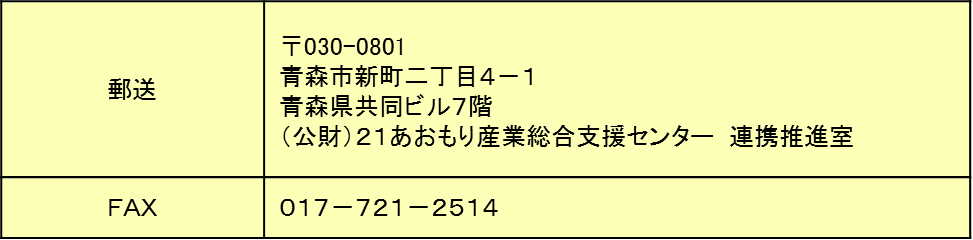 郵送
〒030-0801
青森市新町二丁目４－１
青森県共同ビル７階
（公財）２１あおもり産業総合支援センター　連携推進室
ＦＡＸ
０１７－７２１－２５１４